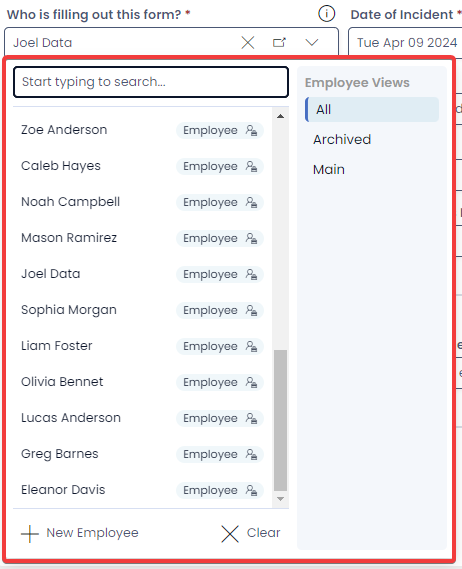 Who is filling out this form? *
Date of Incident *
Joel Data
Tue Apr 09 2024
Start typing to search...
Employee Views
All
Archived
Main
Zoe Anderson Employee
Caleb Hayes Employee
Noah Campbell Employee
Mason Ramirez Employee
Joel Data Employee
Sophia Morgan Employee
Liam Foster Employee
Olivia Bennet Employee
Lucas Anderson Employee
Greg Barnes Employee
Eleanor Davis Employee
New Employee
Clear